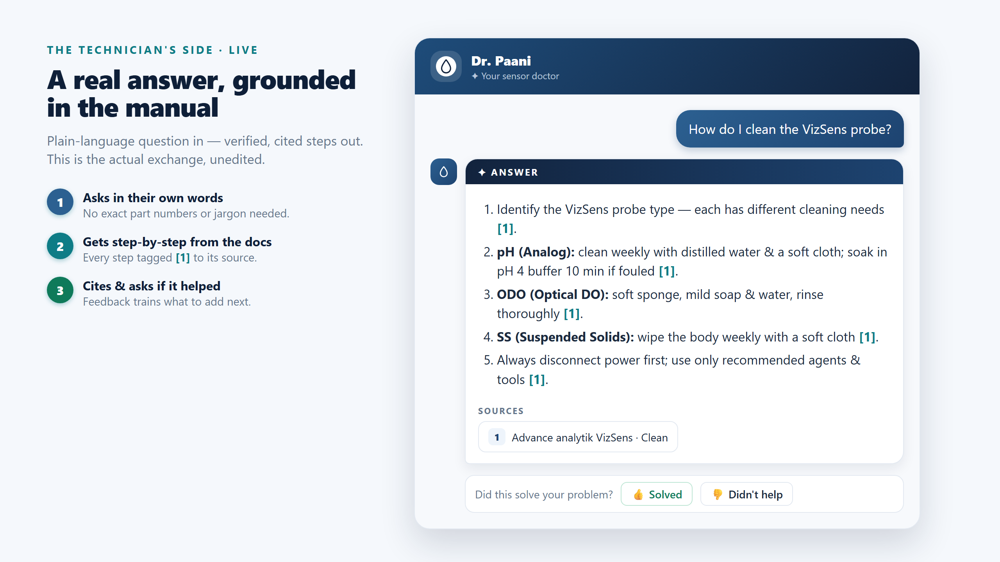 THE TECHNICIAN'S SIDE · LIVE
A real answer, grounded
in the manual
Plain-language question in — verified, cited steps out.
This is the actual exchange, unedited.
1
Asks in their own words
No exact part numbers or jargon needed.
2
Gets step-by-step from the docs
Every step tagged [1] to its source.
3
Cites & asks if it helped
Feedback trains what to add next.
Dr. Paani
✦ Your sensor doctor
How do I clean the VizSens probe?
✦ ANSWER
1. Identify the VizSens probe type — each has different cleaning needs
[1].
2. pH (Analog): clean weekly with distilled water & a soft cloth; soak in
pH 4 buffer 10 min if fouled [1].
3. ODO (Optical DO): soft sponge, mild soap & water, rinse
thoroughly [1].
4. SS (Suspended Solids): wipe the body weekly with a soft cloth [1].
5. Always disconnect power first; use only recommended agents &
tools [1].
SOURCES
1 Advance analytik VizSens · Clean
Did this solve your problem? 👍 Solved 👎 Didn't help